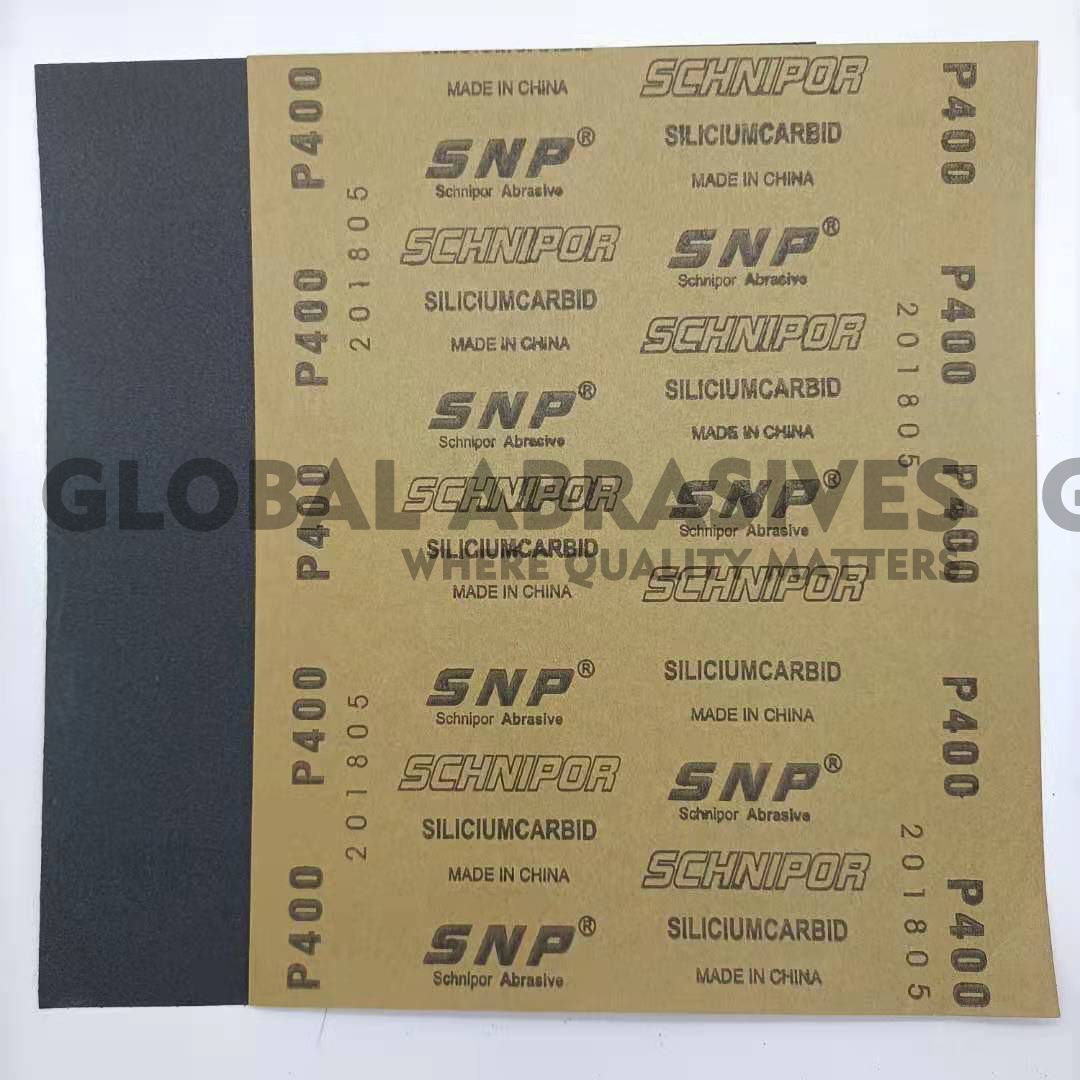 SILICIUMCARBID
MADE IN CHINA
SNP®
Schnipor Abrasive
SCHNIPOR
SILICIUMCARBID
MADE IN CHINA
SNP®
Schnipor Abrasive
SCHNIPOR
SILICIUMCARBID
MADE IN CHINA
SNP®
Schnipor Abrasive
SCHNIPOR
SILICIUMCARBID
MADE IN CHINA
SNP®
Schnipor Abrasive
SCHNIPOR
SILICIUMCARBID
MADE IN CHINA
SNP®
Schnipor Abrasive
SCHNIPOR
SILICIUMCARBID
MADE IN CHINA
SNP®
Schnipor Abrasive
SCHNIPOR
SILICIUMCARBID
MADE IN CHINA
SNP®
Schnipor Abrasive
SCHNIPOR
SILICIUMCARBID
MADE IN CHINA
P400
P400
P400
P400
P400
201805
201805
P400
P400
P400
P400
P400
201805
201805
GLOBAL ABRASIVES G
WHERE QUALITY MATTERS